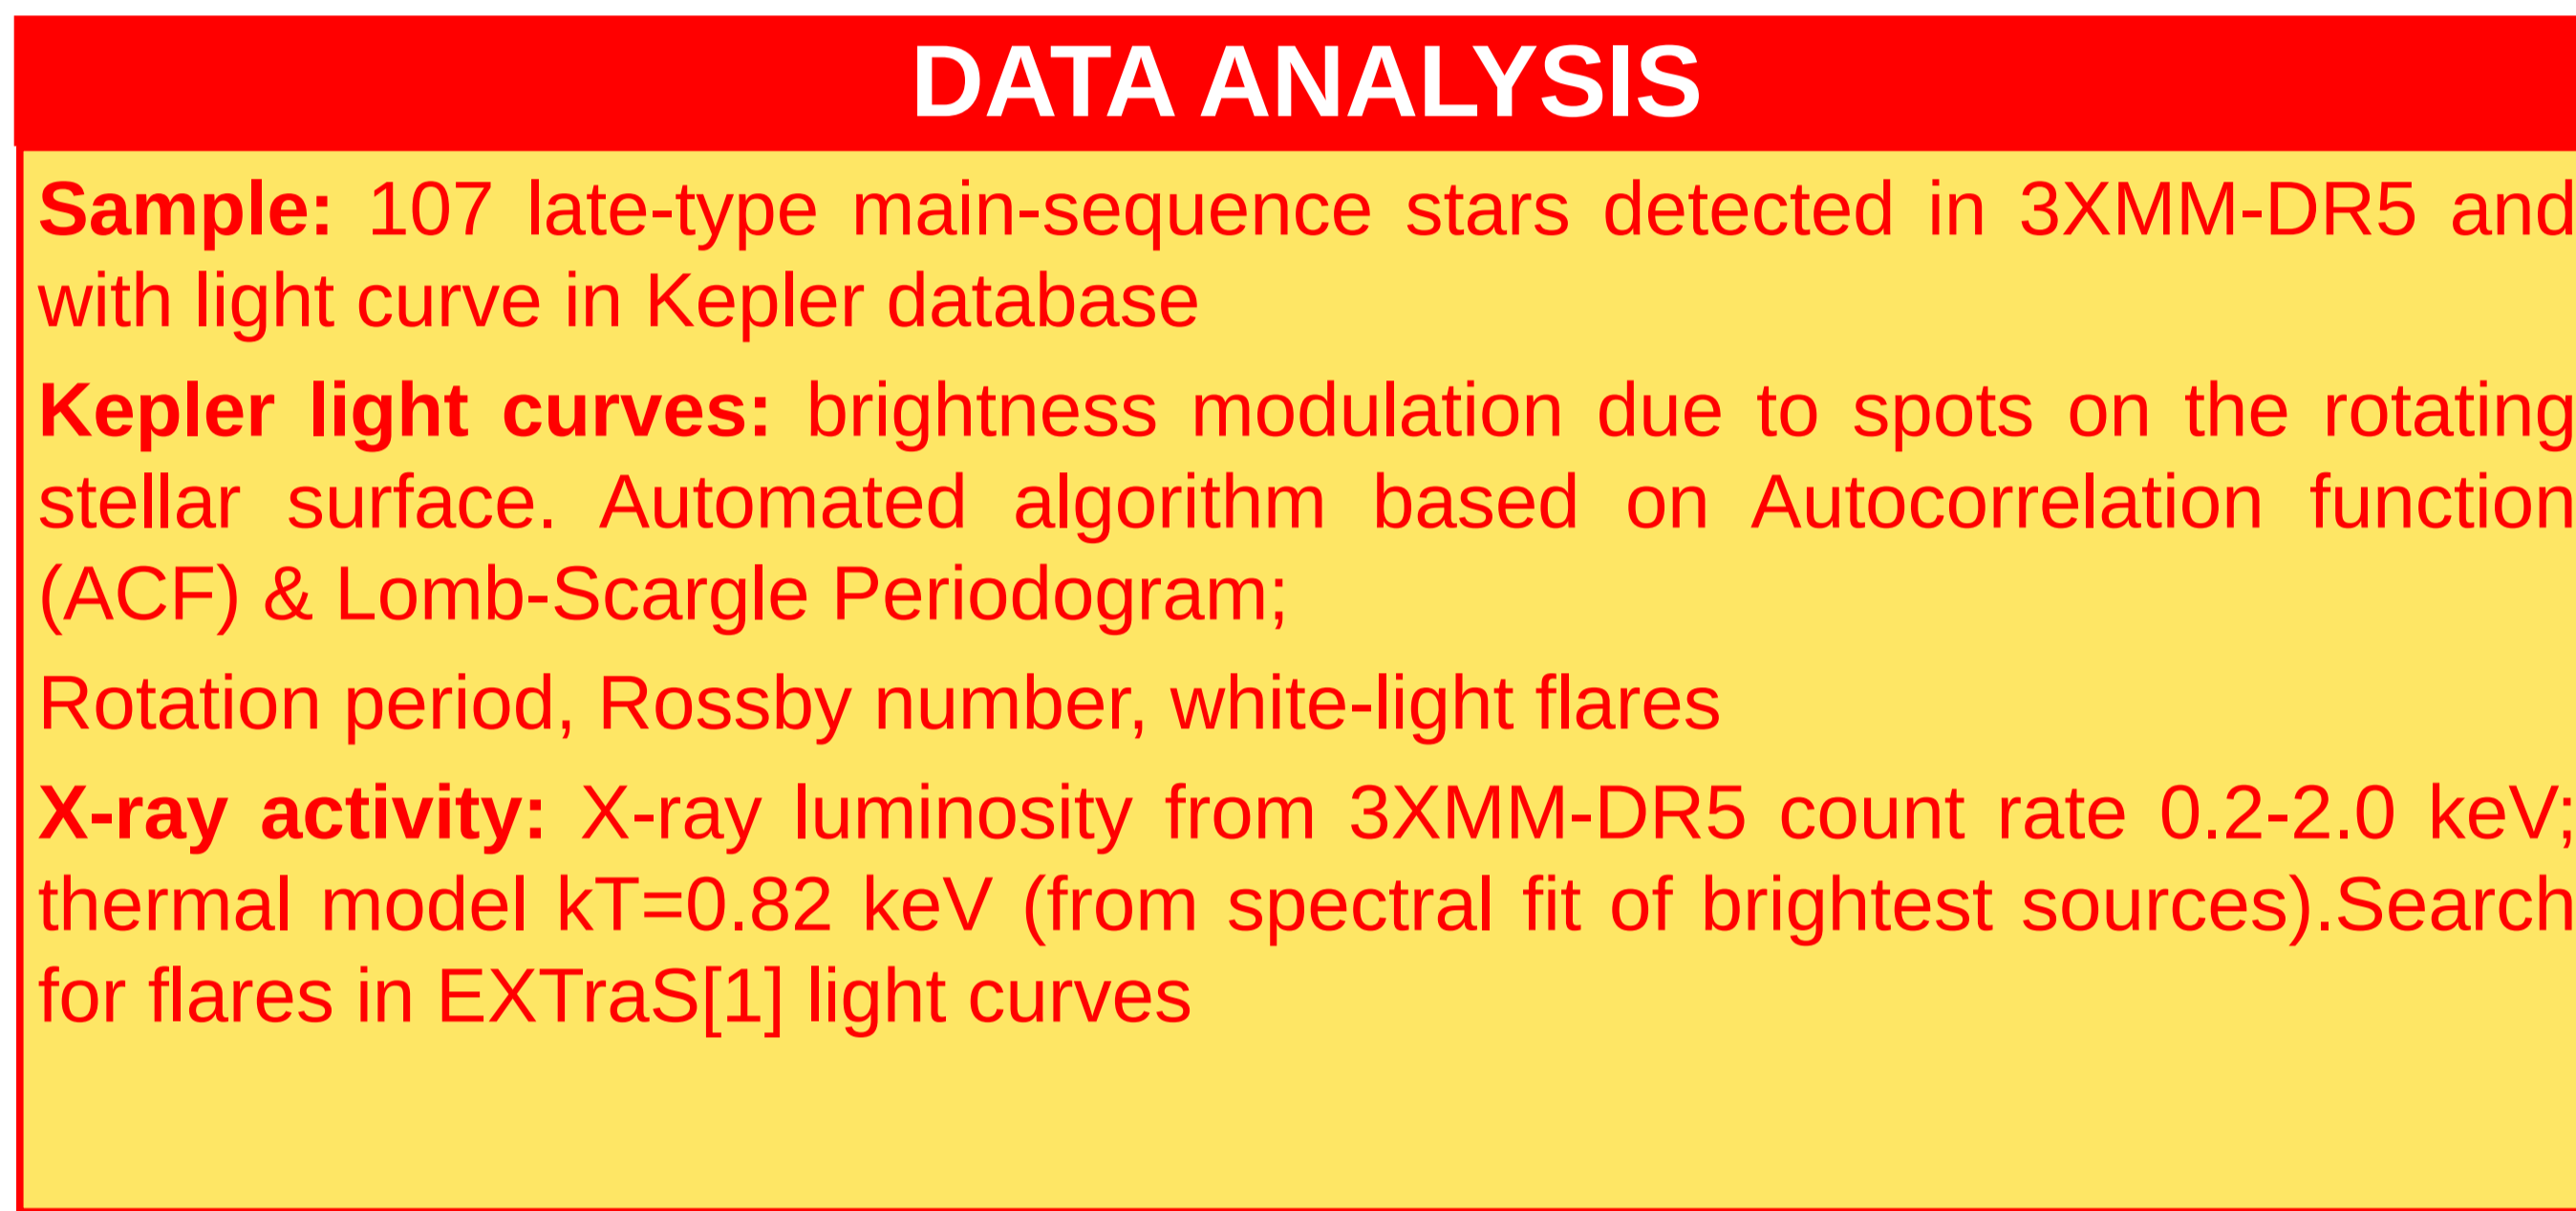 DATA ANALYSIS
Sample: 107 late-type main-sequence stars detected in 3XMM-DR5 and
with light curve in Kepler database
Kepler light curves: brightness modulation due to spots on the rotating
stellar surface. Automated algorithm based on Autocorrelation function
(ACF) & Lomb-Scargle Periodogram;
Rotation period, Rossby number, white-light flares
X-ray activity: X-ray luminosity from 3XMM-DR5 count rate 0.2-2.0 keV;
thermal model kT=0.82 keV (from spectral fit of brightest sources).Search
for flares in EXTraS[1] light curves